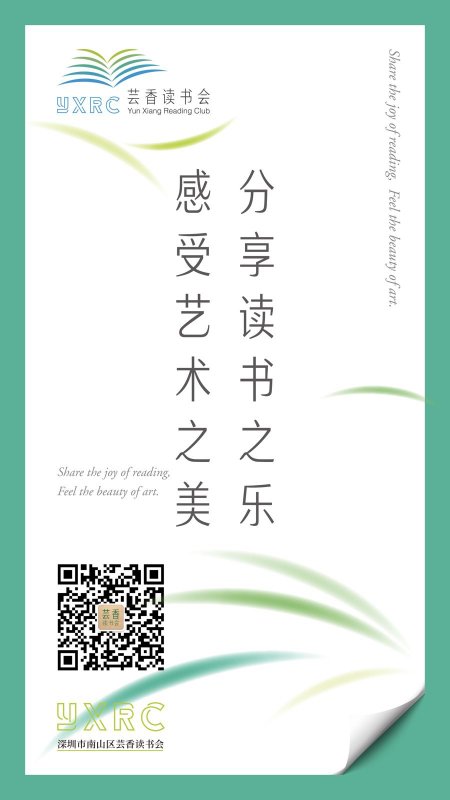 YXRC
芸香读书会
Yun Xiang Reading Club
Share the joy of reading, Feel the beauty of art.
分享读书之乐
感受艺术之美
Share the joy of reading,
Feel the beauty of art.
芸香
读书会
YXRC
深圳市南山区芸香读书会